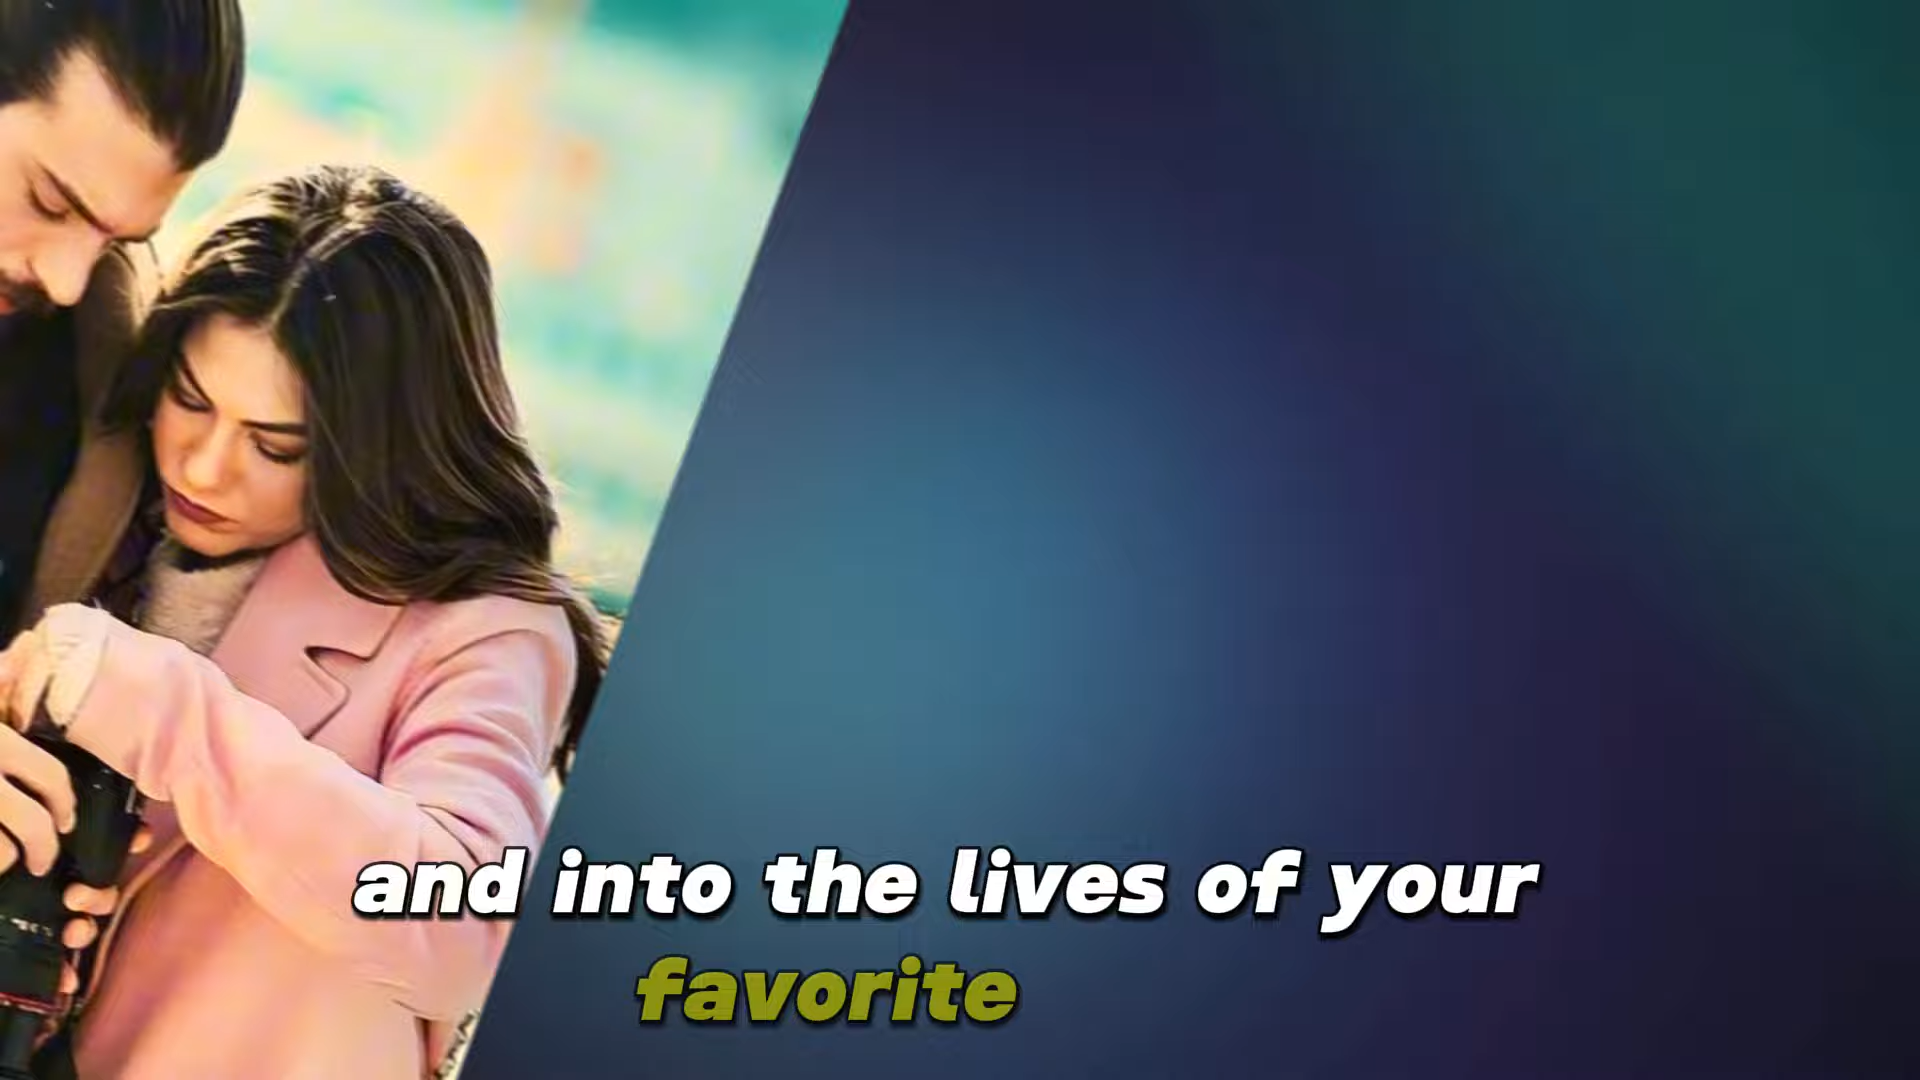 and into the lives of your
favorite